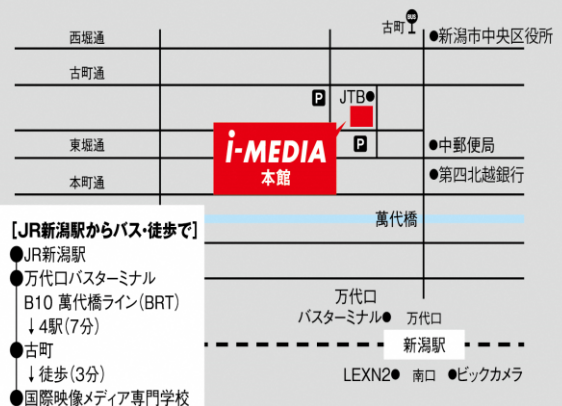 BUS
古町
●新潟市中央区役所
西堀通
古町通
P
JTB●
東堀通
P
●中郵便局
i-MEDIA
本館
●第四北越銀行
本町通
萬代橋
[JR新潟駅からバス・徒歩で]
●JR新潟駅
●万代口バスターミナル
B10 萬代橋ライン(BRT)
↓4駅(7分)
●古町
↓徒歩(3分)
●国際映像メディア専門学校
万代口
バスターミナル●
万代口
新潟駅
LEXN2●
南口
●ビックカメラ